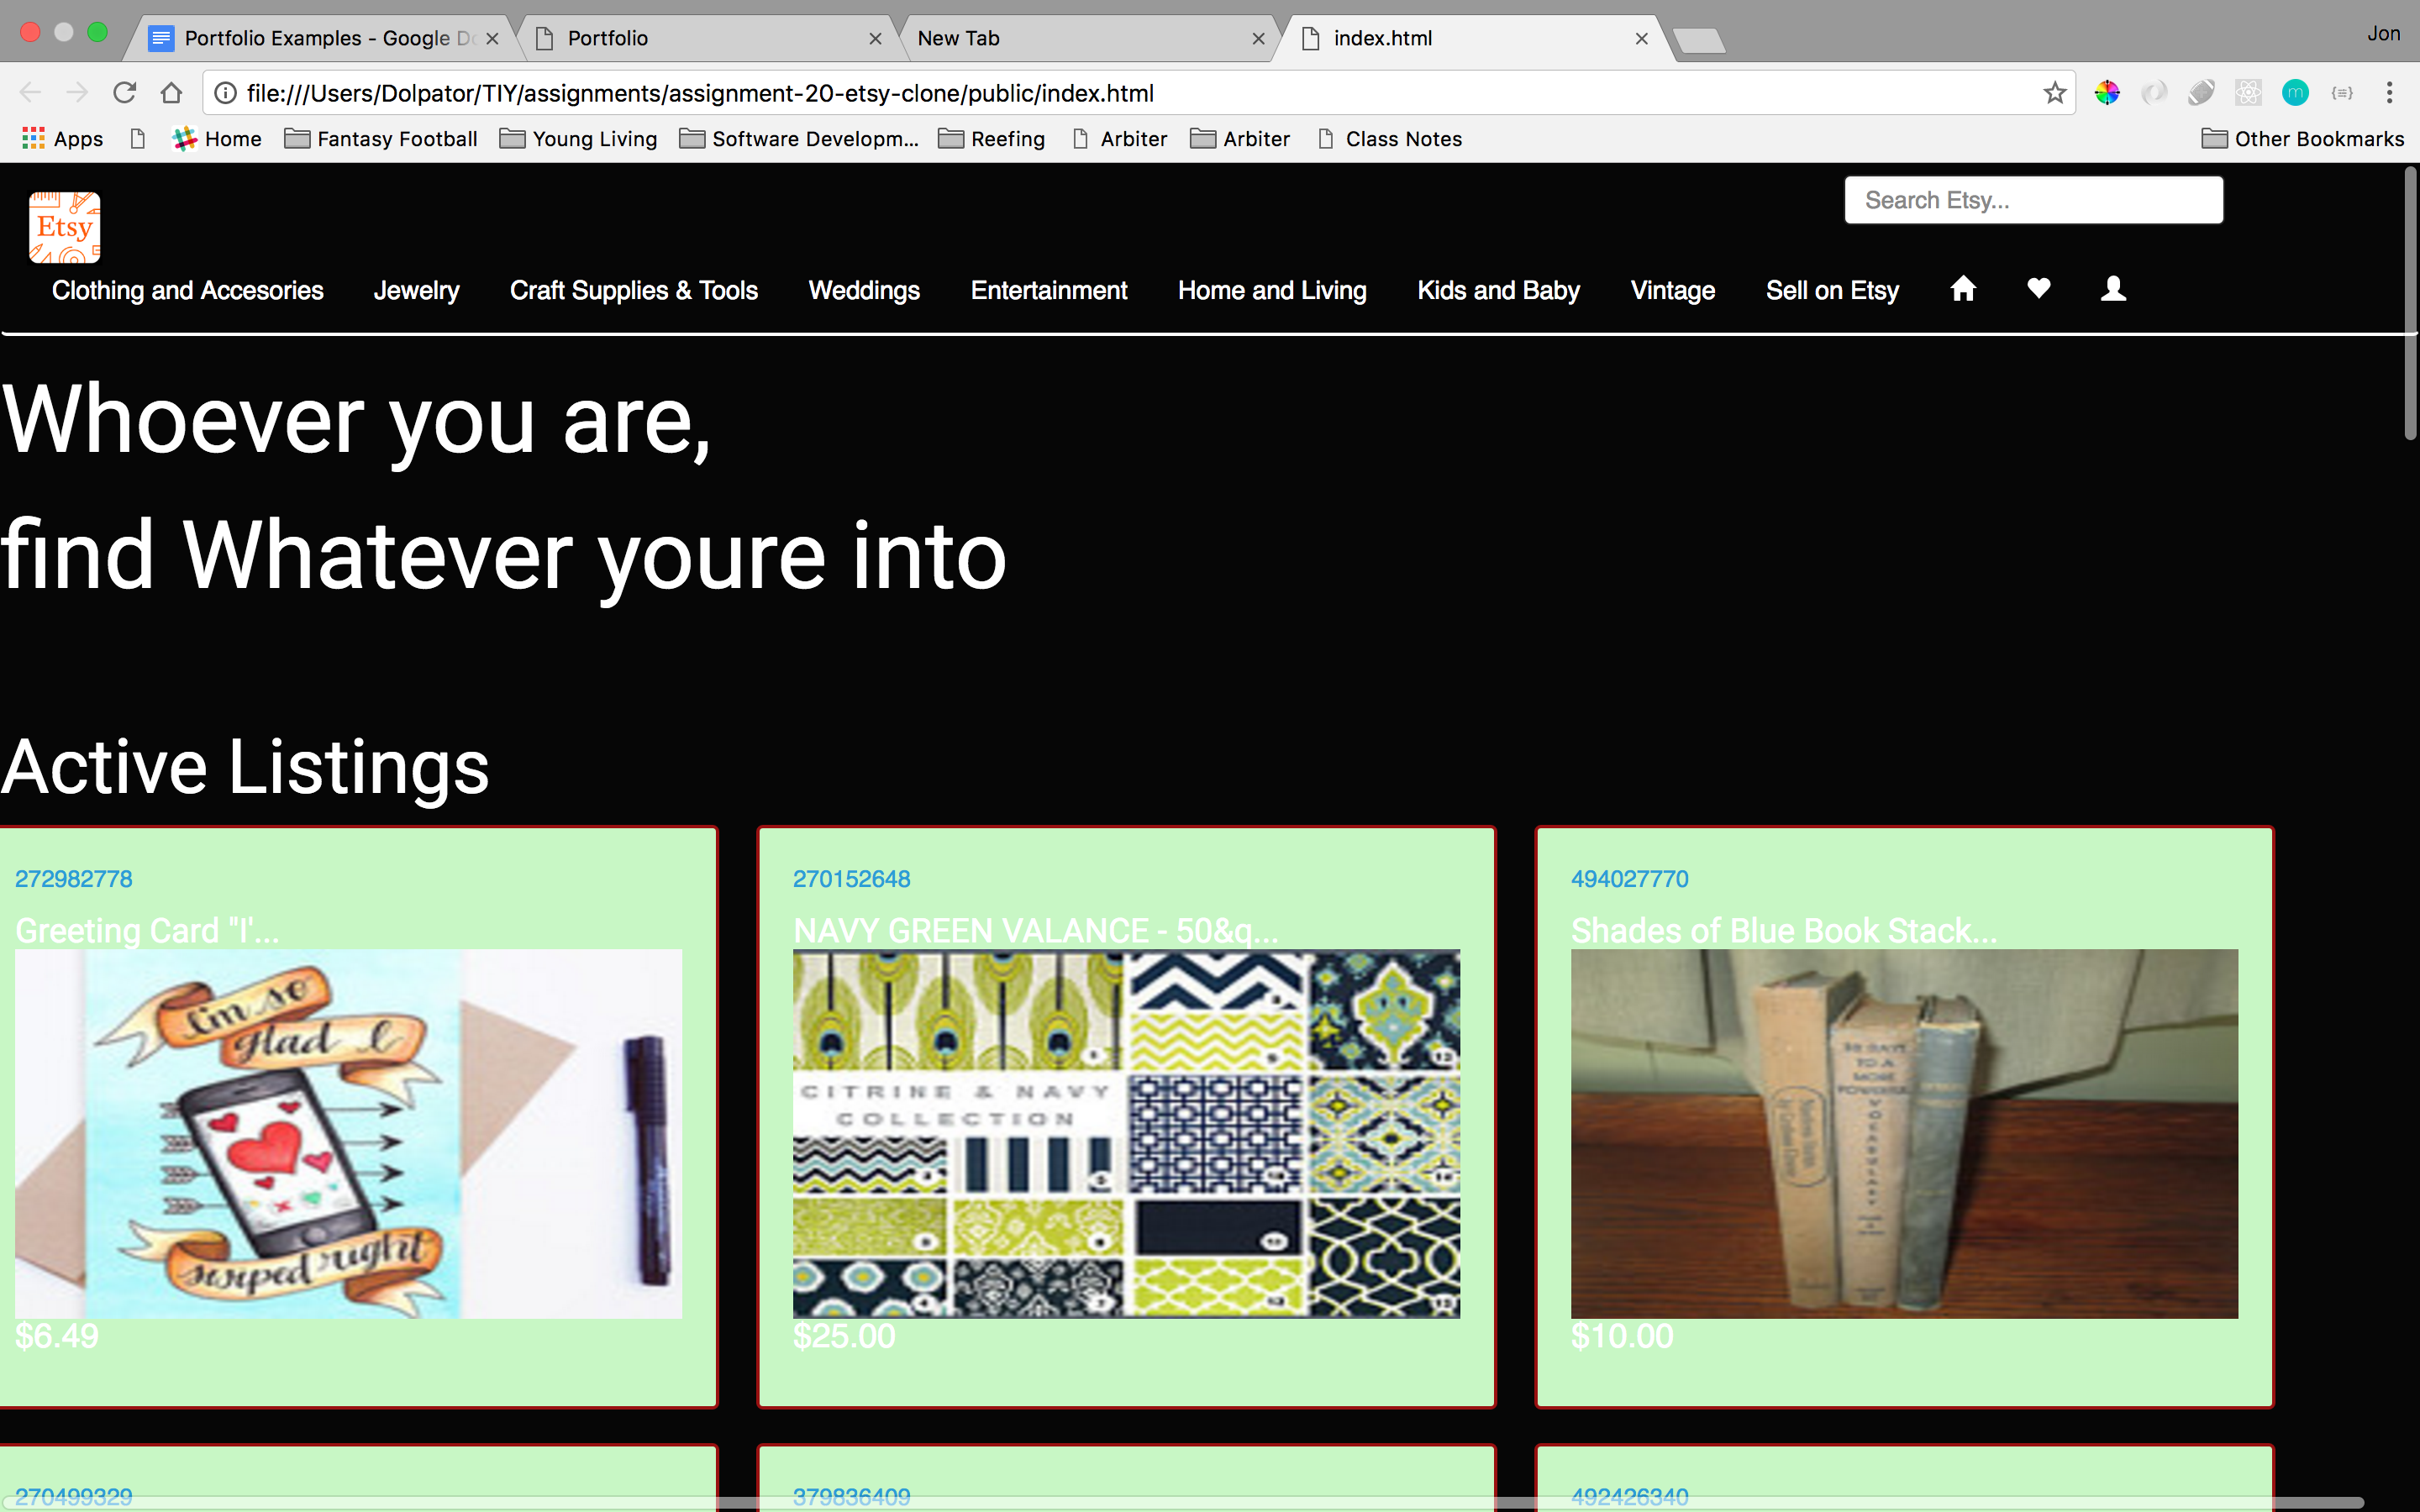 Portfolio Examples - Google Do
Portfolio
New Tab
index.html
Jon
file:///Users/Dolpator/TIY/assignments/assignment-20-etsy-clone/public/index.html
Apps
Home
Fantasy Football
Young Living
Software Developm...
Reefing
Arbiter
Arbiter
Class Notes
Other Bookmarks
Etsy
Search Etsy...
Clothing and Accesories
Jewelry
Craft Supplies & Tools
Weddings
Entertainment
Home and Living
Kids and Baby
Vintage
Sell on Etsy
Whoever you are,
find Whatever youre into
Active Listings
272982778
270152648
494027770
Greeting Card "I'...
NAVY GREEN VALANCE - 50&q...
Shades of Blue Book Stack...
I'm so
glad I
swiped right
CITRINE & NAVY
COLLECTION
TO A
MORE
POWERFUL
VOCABULARY
$6.49
$25.00
$10.00
270499329
379836409
492426340